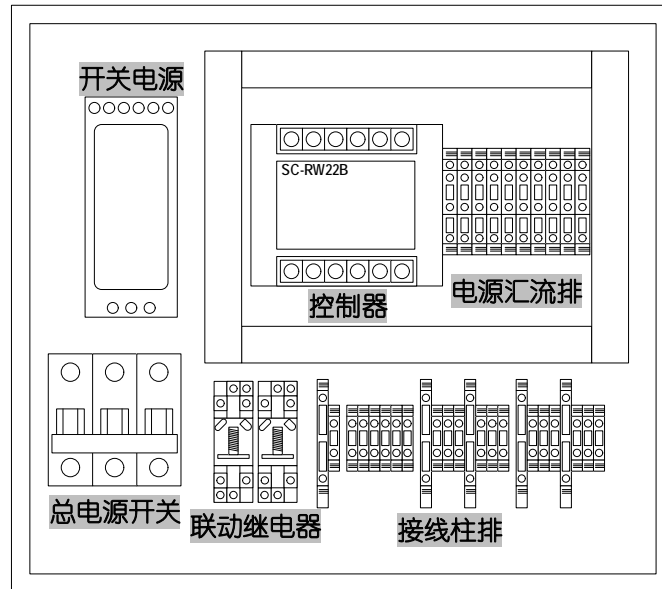 开关电源
SC-RW22B
电源汇流排
控制器
总电源开关
联动继电器
接线柱排